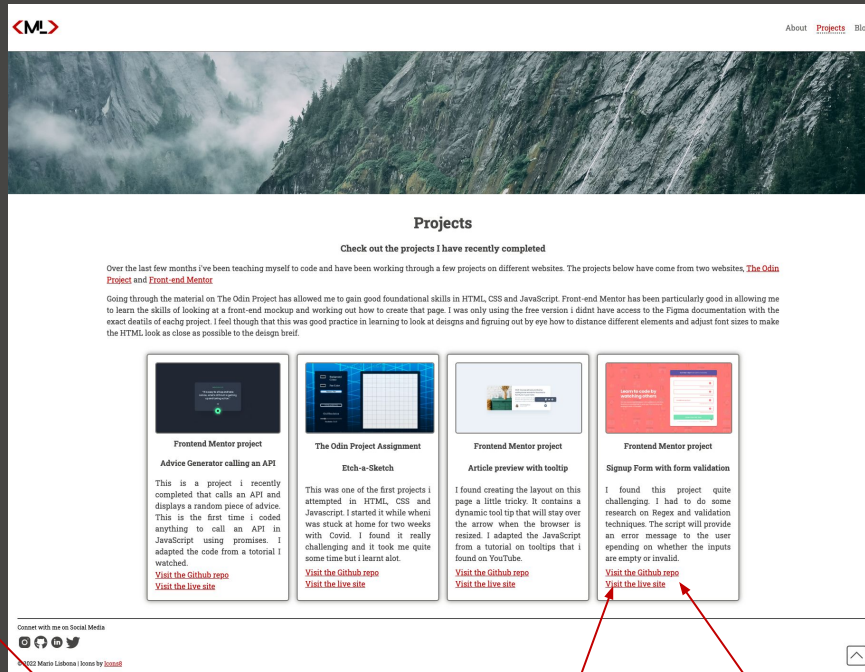 <ML>
About Projects Blo
Projects
Check out the projects I have recently completed
Over the last few months i've been teaching myself to code and have been working through a few projects on different websites. The projects below have come from two websites, The Odin
Project and Front-end Mentor
Going through the material on The Odin Project has allowed me to gain good foundational skills in HTML, CSS and JavaScript. Front-end Mentor has been particularly good in allowing me
to learn the skills of looking at a front-end mockup and working out how to create that page. I was only using the free version i didnt have access to the Figma documentation with the
exact deatils of eachg project. I feel though that this was good practice in learning to look at deisgns and figruing out by eye how to distance different elements and adjust font sizes to make
the HTML look as close as possible to the deisgn breif.
Frontend Mentor project
Advice Generator calling an API
This is a project i recently
completed that calls an API and
displays a random piece of advice.
This is the first time i coded
anything to call an API in
JavaScript using promises. I
adapted the code from a totorial I
watched.
Visit the Github repo
Visit the live site
The Odin Project Assignment
Etch-a-Sketch
This was one of the first projects i
attempted in HTML, CSS and
Javascript. I started it while wheni
was stuck at home for two weeks
with Covid. I found it really
challenging and it took me quite
some time but i learnt alot.
Visit the Github repo
Visit the live site
Frontend Mentor project
Article preview with tooltip
I found creating the layout on this
page a little tricky. It contains a
dynamic tool tip that will stay over
the arrow when the browser is
resized. I adapted the JavaScript
from a tutorial on tooltips that i
found on YouTube.
Visit the Github repo
Visit the live site
Learn to code by
watching others
Frontend Mentor project
Signup Form with form validation
I found this project quite
challenging. I had to do some
research on Regex and validation
techniques. The script will provide
an error message to the user
epending on whether the inputs
are empty or invalid.
Visit the Github repo
Visit the live site
Connet with me on Social Media
© 2022 Mario Lisbona | Icons by Icons8